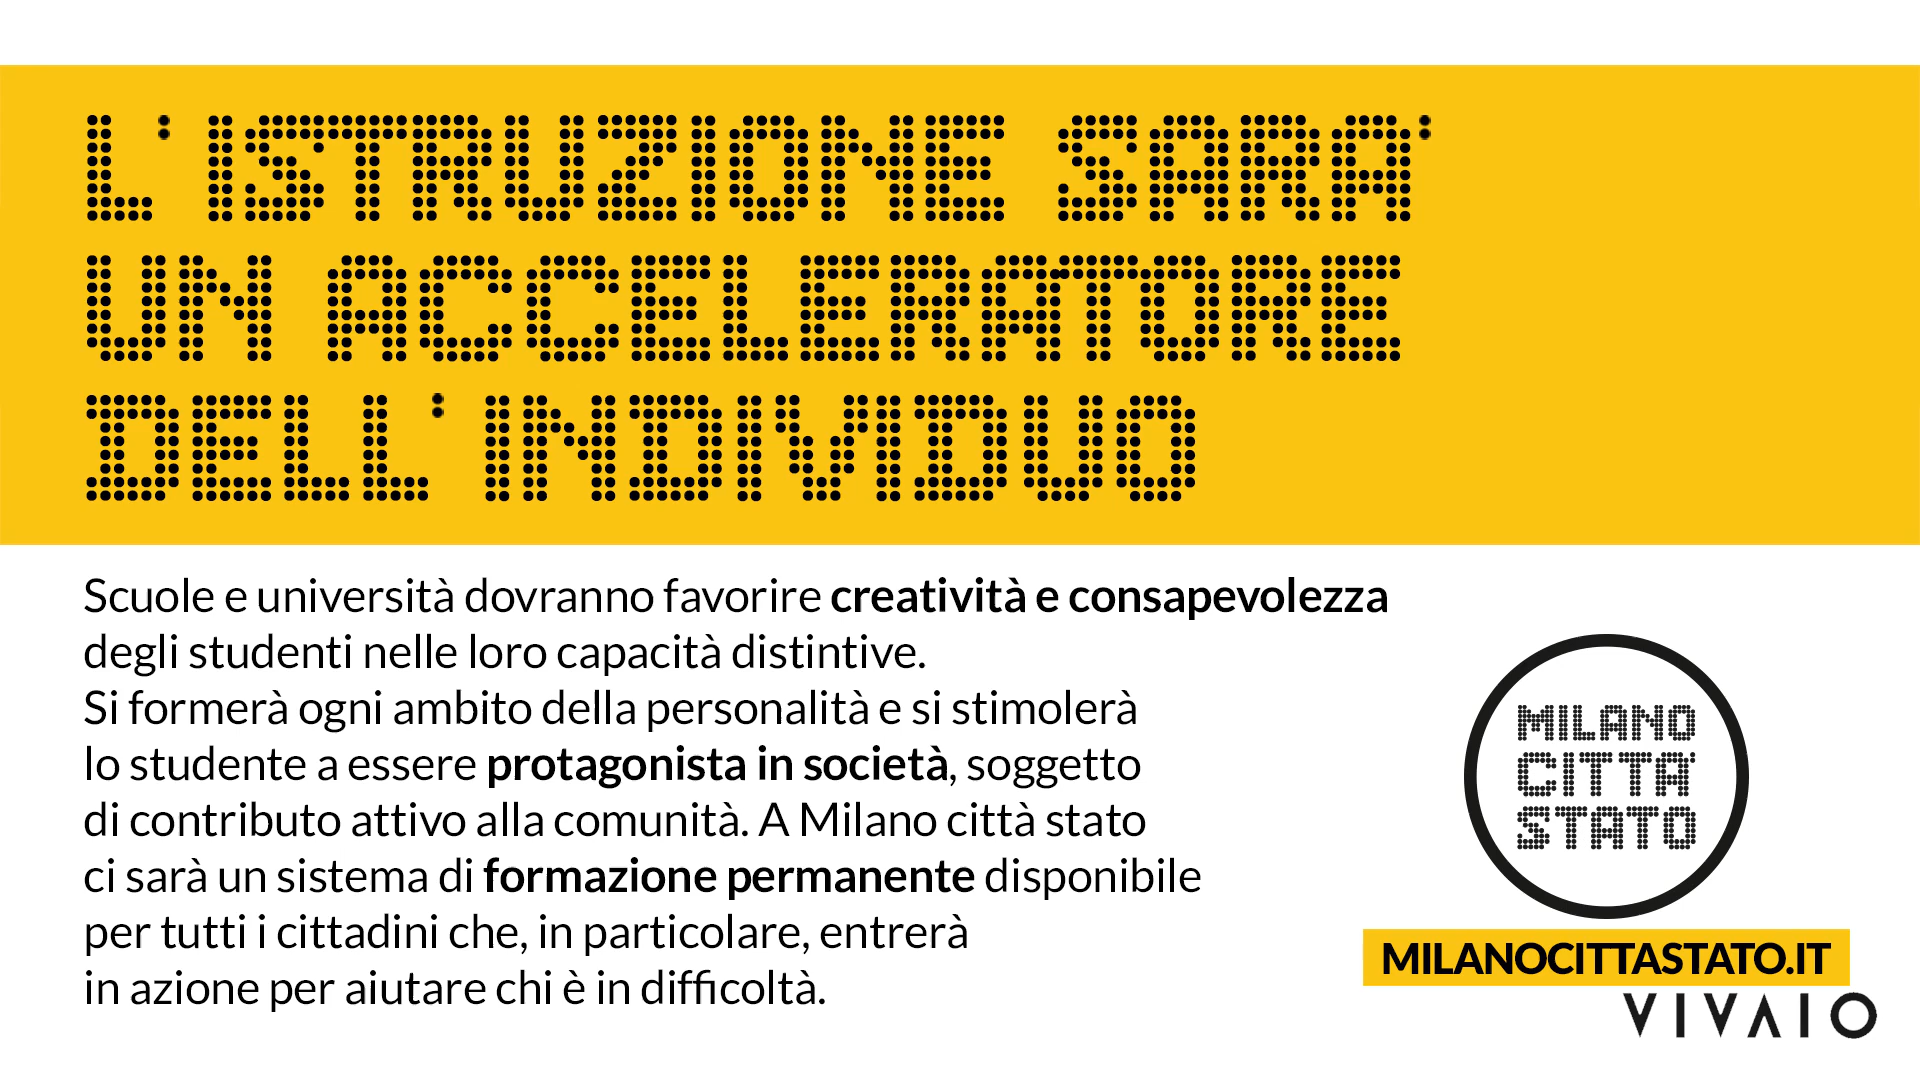 L'ISTRUZIONE SARA'
UN ACCELERATORE
DELL'INDIVIDUO
Scuole e università dovranno favorire creatività e consapevolezza
degli studenti nelle loro capacità distintive.
Si formerà ogni ambito della personalità e si stimolerà
lo studente a essere protagonista in società, soggetto
di contributo attivo alla comunità. A Milano città stato
ci sarà un sistema di formazione permanente disponibile
per tutti i cittadini che, in particolare, entrerà
in azione per aiutare chi è in difficoltà.
MILANO
CITTA'
STATO
MILANOCITTASTATO.IT
VIVAIO